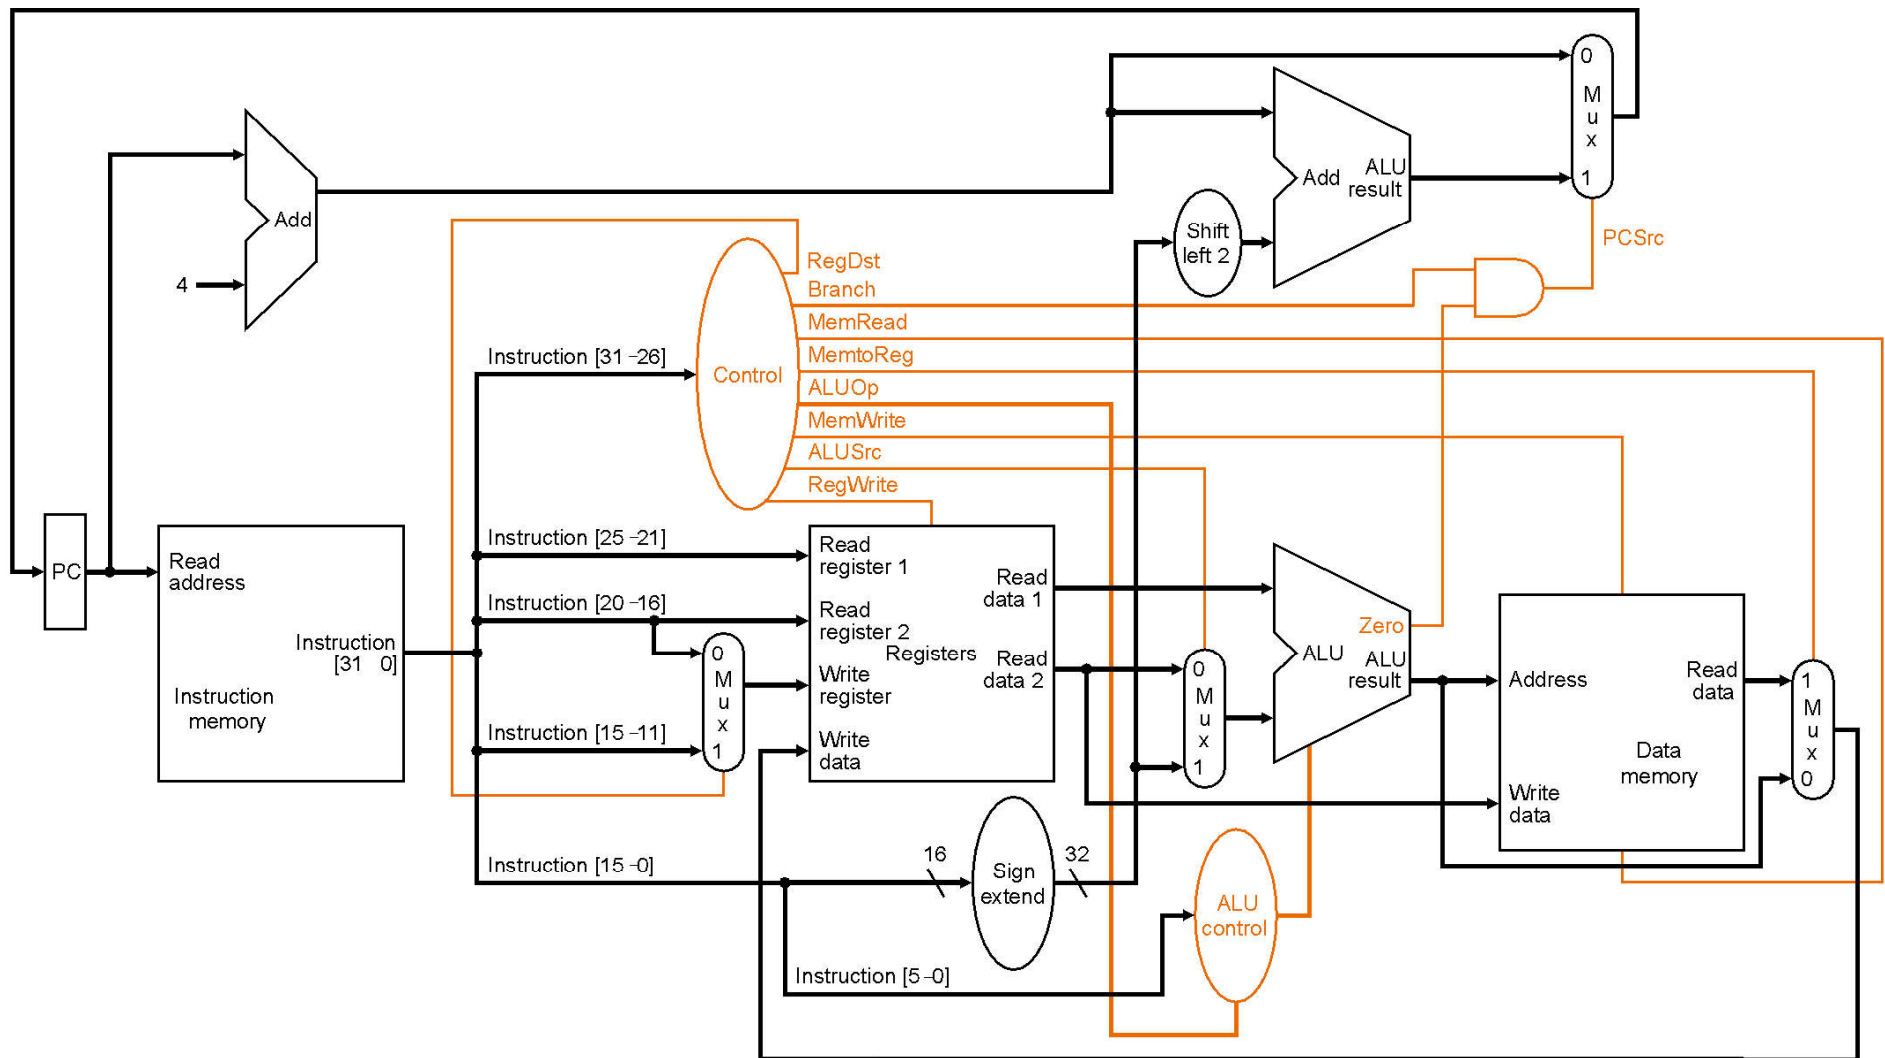 0
M
u
x
1
Add
ALU
result
Add
4
Shift
left 2
PCSrc
RegDst
Branch
MemRead
MemtoReg
ALUOp
MemWrite
ALUSrc
RegWrite
Control
Instruction [31–26]
Instruction [25–21]
Instruction [20–16]
Instruction [15–11]
Instruction [15–0]
Instruction [5–0]
PC
Read
address
Instruction
[31 0]
Instruction
memory
0
M
u
x
1
Read
register 1
Read
register 2
Write
register
Write
data
Registers
Read
data 1
Read
data 2
0
M
u
x
1
Zero
ALU
ALU
result
Address
Write
data
Read
data
Data
memory
1
M
u
x
0
16
Sign
extend
32
ALU
control